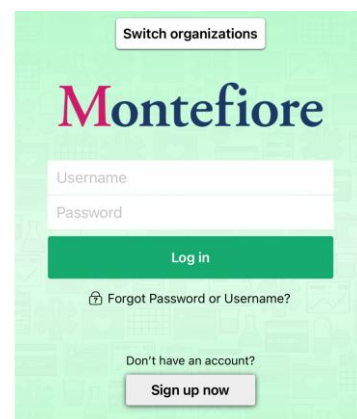 Switch organizations
Montefiore
Username
Password
Log in
Forgot Password or Username?
Don't have an account?
Sign up now